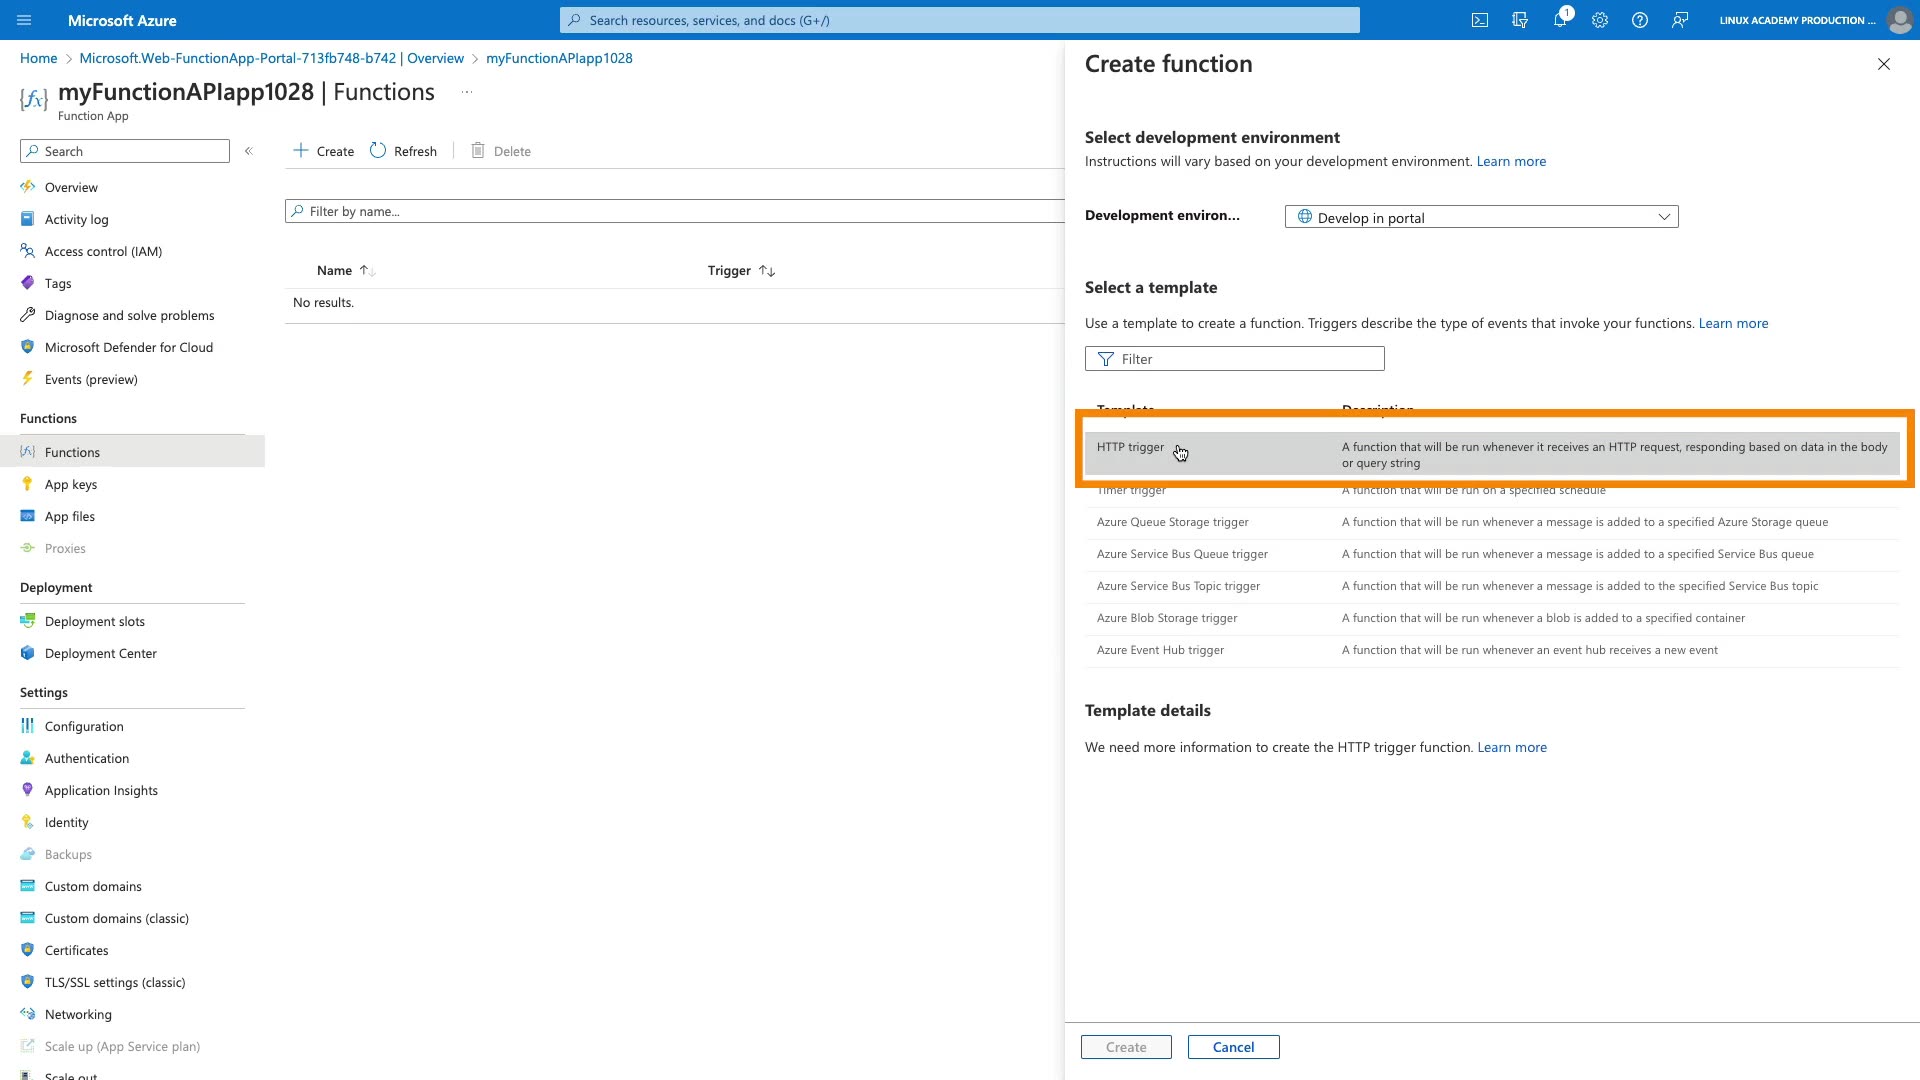 Microsoft Azure
Search resources, services, and docs (G+/)
1
LINUX ACADEMY PRODUCTION ...
Home > Microsoft.Web-FunctionApp-Portal-713fb748-b742 | Overview > myFunctionAPIapp1028
{fx} myFunctionAPIapp1028 | Functions ...
Function App
Search
«
Overview
Activity log
Access control (IAM)
Tags
Diagnose and solve problems
Microsoft Defender for Cloud
Events (preview)
Functions
Functions
App keys
App files
Proxies
Deployment
Deployment slots
Deployment Center
Settings
Configuration
Authentication
Application Insights
Identity
Backups
Custom domains
Custom domains (classic)
Certificates
TLS/SSL settings (classic)
Networking
Scale up (App Service plan)
Scale out
Create Refresh Delete
Filter by name...
Name Trigger
No results.
Create function
Select development environment
Instructions will vary based on your development environment. Learn more
Development environ... Develop in portal
Select a template
Use a template to create a function. Triggers describe the type of events that invoke your functions. Learn more
Filter
Template Description
HTTP trigger A function that will be run whenever it receives an HTTP request, responding based on data in the body
or query string
Timer trigger A function that will be run on a specified schedule
Azure Queue Storage trigger A function that will be run whenever a message is added to a specified Azure Storage queue
Azure Service Bus Queue trigger A function that will be run whenever a message is added to a specified Service Bus queue
Azure Service Bus Topic trigger A function that will be run whenever a message is added to the specified Service Bus topic
Azure Blob Storage trigger A function that will be run whenever a blob is added to a specified container
Azure Event Hub trigger A function that will be run whenever an event hub receives a new event
Template details
We need more information to create the HTTP trigger function. Learn more
Create Cancel